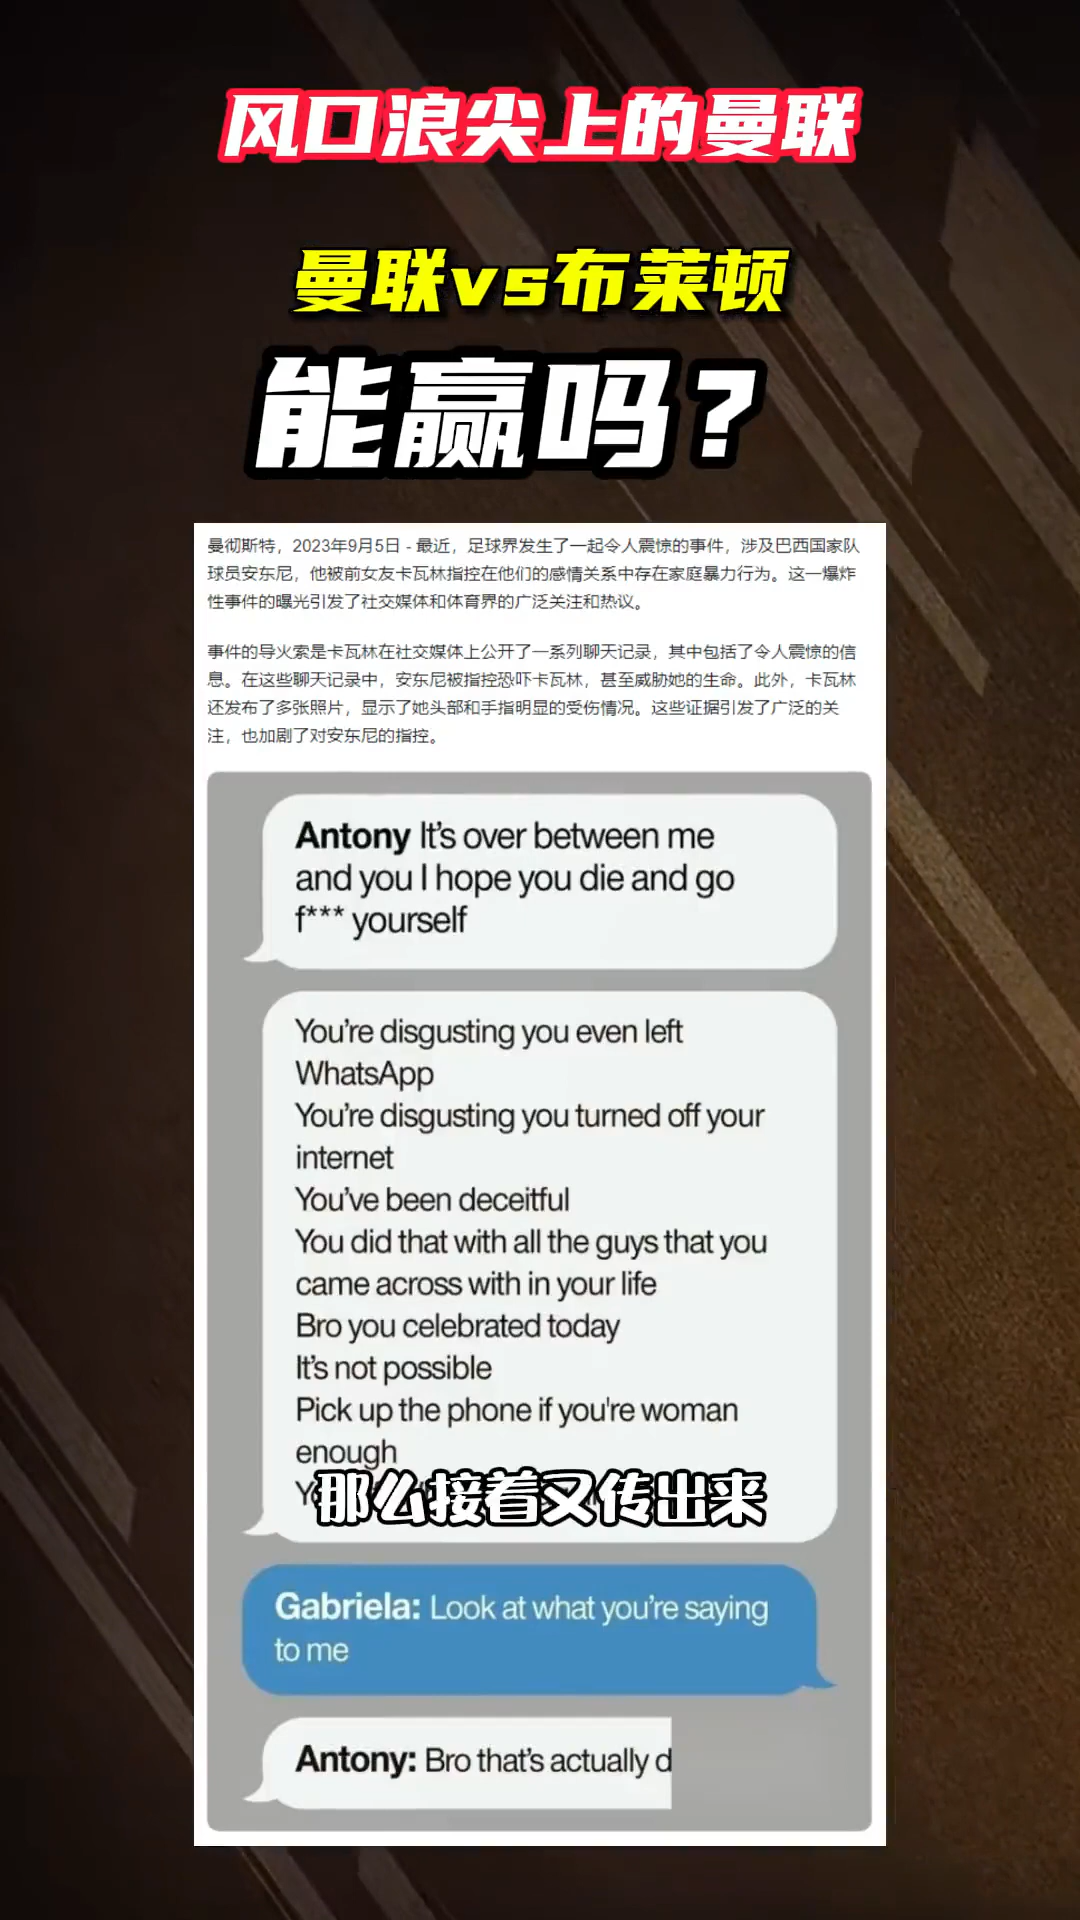 风口浪尖上的曼联
曼联vs布莱顿
能赢吗?
曼彻斯特，2023年9月5日 - 最近，足球界发生了一起令人震惊的事件，涉及巴西国家队
球员安东尼，他被前女友卡瓦林指控在他们的感情关系中存在家庭暴力行为。这一爆炸
性事件的曝光引发了社交媒体和体育界的广泛关注和热议。
事件的导火索是卡瓦林在社交媒体上公开了一系列聊天记录，其中包括了令人震惊的信
息。在这些聊天记录中，安东尼被指控恐吓卡瓦林，甚至威胁她的生命。此外，卡瓦林
还发布了多张照片，显示了她头部和手指明显的受伤情况。这些证据引发了广泛的关
注，也加剧了对安东尼的指控。
Antony It's over between me
and you I hope you die and go
f*** yourself
You're disgusting you even left
WhatsApp
You're disgusting you turned off your
internet
You've been deceitful
You did that with all the guys that you
came across with in your life
Bro you celebrated today
It's not possible
Pick up the phone if you're woman
enough
那么接着又传出来
Gabriela: Look at what you're saying
to me
Antony: Bro that's actually d